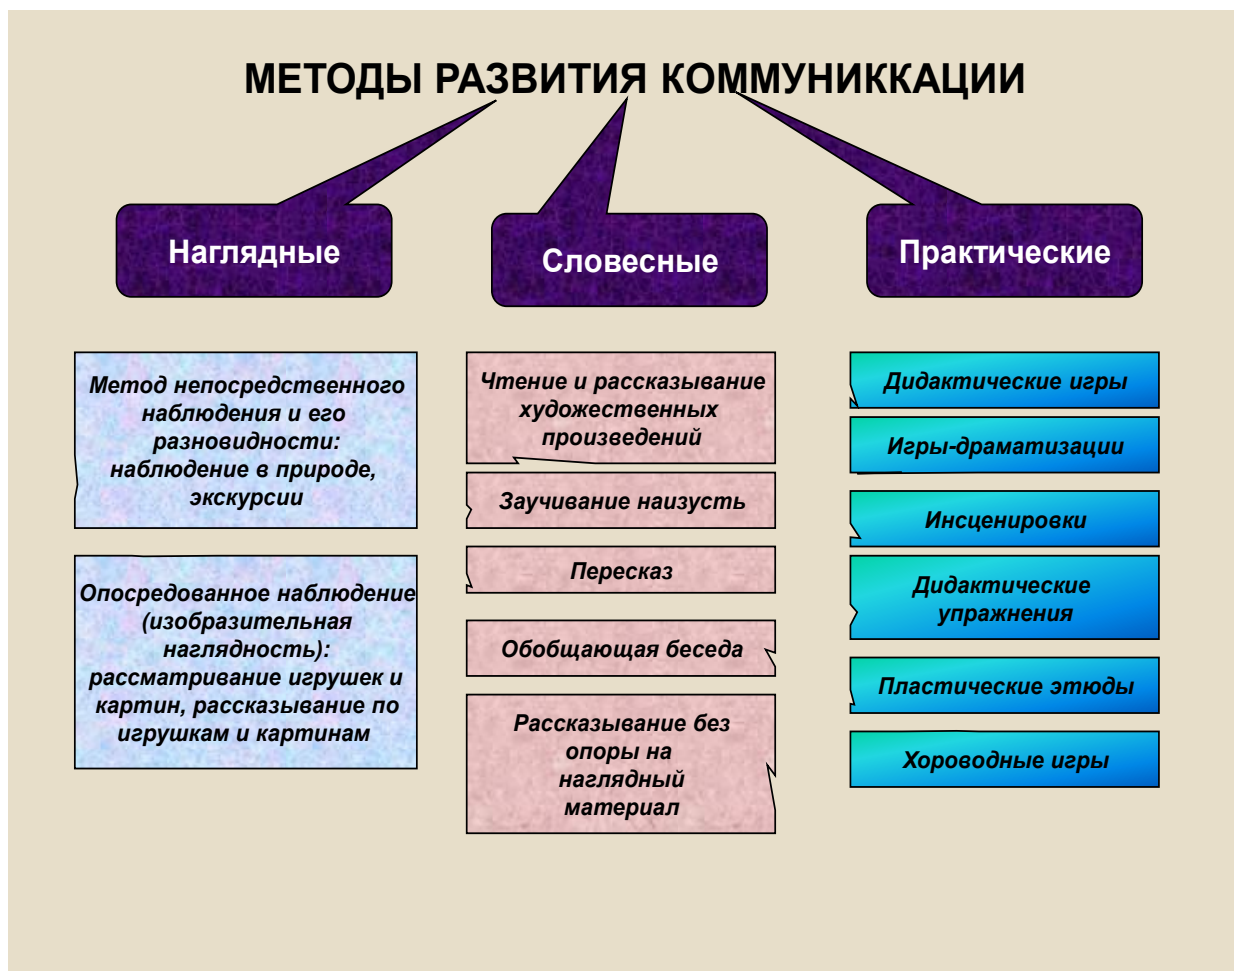 МЕТОДЫ РАЗВИТИЯ КОММУНИККАЦИИ
Наглядные
Словесные
Практические
Метод непосредственного
наблюдения и его
разновидности:
наблюдение в природе,
экскурсии
Опосредованное наблюдение
(изобразительная
наглядность):
рассматривание игрушек и
картин, рассказывание по
игрушкам и картинам
Чтение и рассказывание
художественных
произведений
Заучивание наизусть
Пересказ
Обобщающая беседа
Рассказывание без
опоры на
наглядный
материал
Дидактические игры
Игры-драматизации
Инсценировки
Дидактические
упражнения
Пластические этюды
Хороводные игры